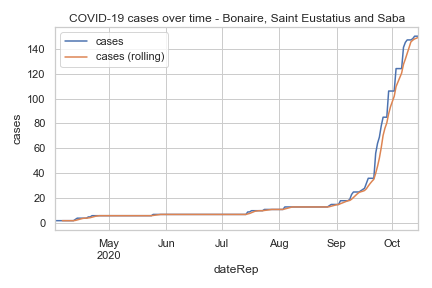 COVID-19 cases over time - Bonaire, Saint Eustatius and Saba
cases
cases (rolling)
cases
140
120
100
80
60
40
20
0
May Jun Jul Aug Sep Oct
2020
dateRep